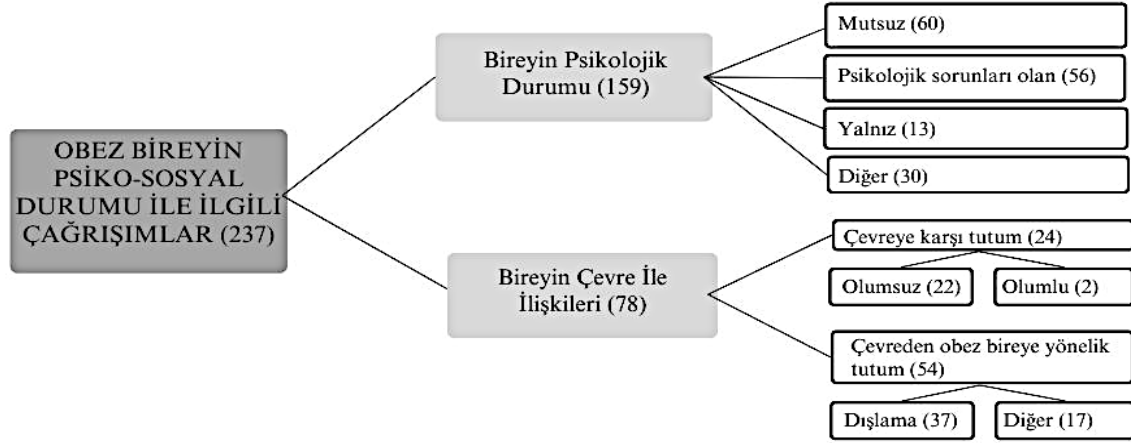 OBEZ BİREYİN
PSİKO-SOSYAL
DURUMU İLE İLGİLİ
ÇAĞRIŞIMLAR (237)
Bireyin Psikolojik
Durumu (159)
Mutsuz (60)
Psikolojik sorunları olan (56)
Yalnız (13)
Diğer (30)
Bireyin Çevre İle
İlişkileri (78)
Çevreye karşı tutum (24)
Olumsuz (22)
Olumlu (2)
Çevreden obez bireye yönelik
tutum (54)
Dışlama (37)
Diğer (17)